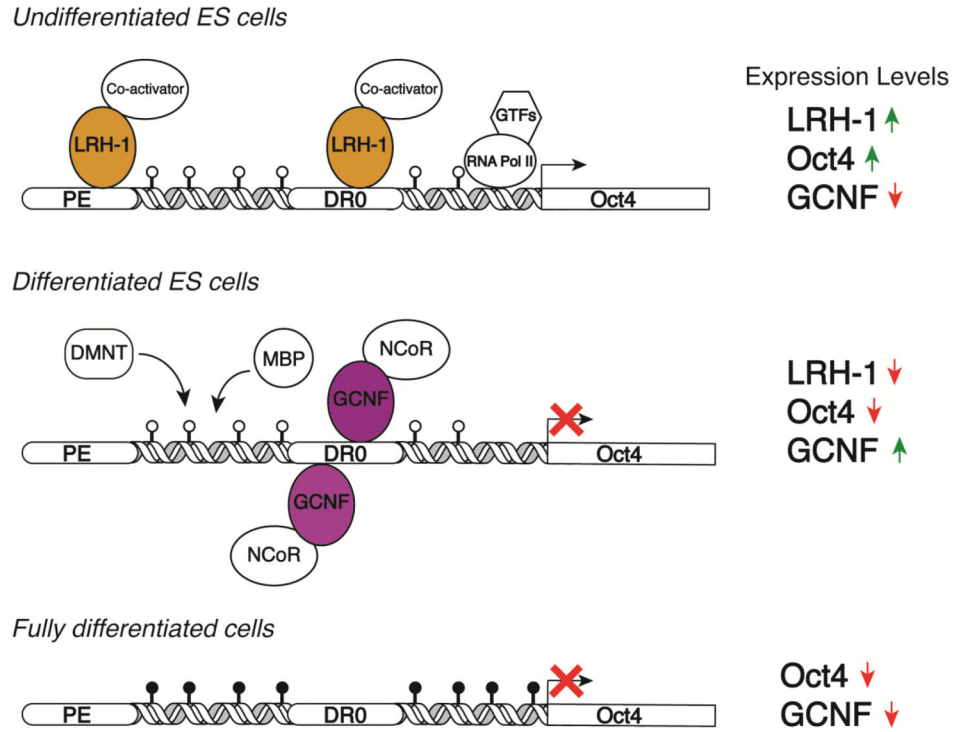 Undifferentiated ES cells
Expression Levels
Co-activator
Co-activator
GTFs
LRH-1
LRH-1
RNA Pol II
PE
DR0
Oct4
LRH-1
Oct4
GCNF
Differentiated ES cells
DMNT
MBP
NCoR
GCNF
PE
DR0
Oct4
GCNF
NCoR
LRH-1
Oct4
GCNF
Fully differentiated cells
PE
DR0
Oct4
Oct4
GCNF